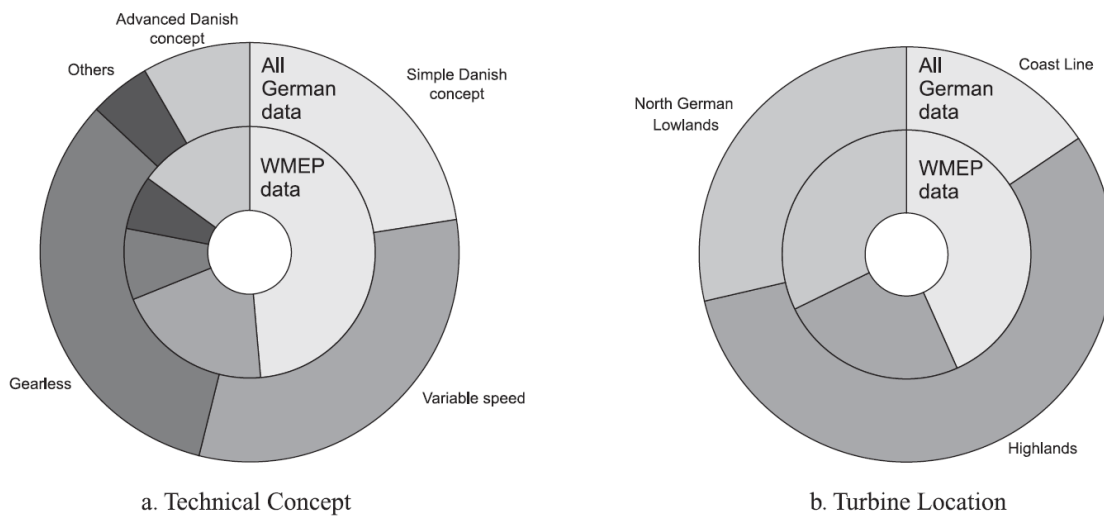 Advanced Danish
concept
Others
All
German
data
Simple Danish
concept
WMEP
data
Gearless
Variable speed
a. Technical Concept
All
German
data
Coast Line
North German
Lowlands
WMEP
data
Highlands
b. Turbine Location